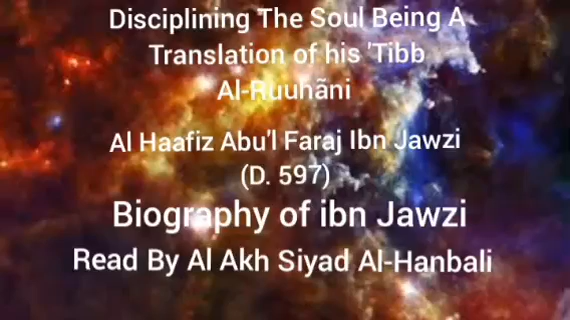 Disciplining The Soul Being A
Translation of his 'Tibb
Al-Ruuhãni
Al Haafiz Abu'l Faraj Ibn Jawzi
(D. 597)
Biography of ibn Jawzi
Read By Al Akh Siyad Al-Hanbali